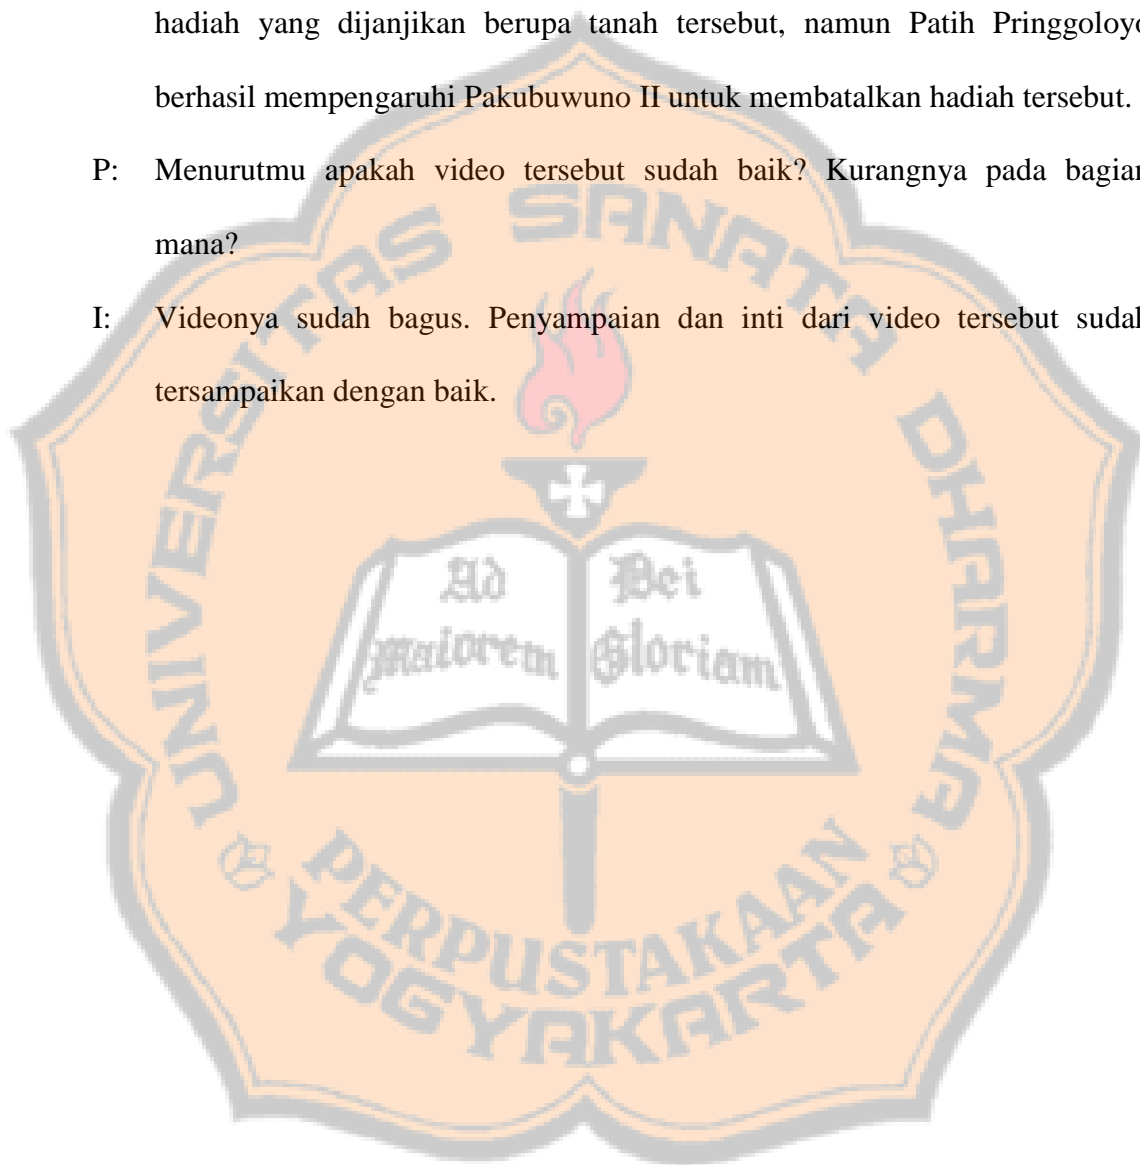 hadiah yang dijanjikan berupa tanah tersebut, namun Patih Pringgoloyo
berhasil mempengaruhi Pakubuwuno II untuk membatalkan hadiah tersebut.
P: Menurutmu apakah video tersebut sudah baik? Kurangnya pada bagian
mana?
I: Videonya sudah bagus. Penyampaian dan inti dari video tersebut sudah
tersampaikan dengan baik.
UNIVERSITAS SANATA DHARMA
Ad Dei
Maiorem Gloriam
PERPUSTAKAAN
YOGYAKARTA